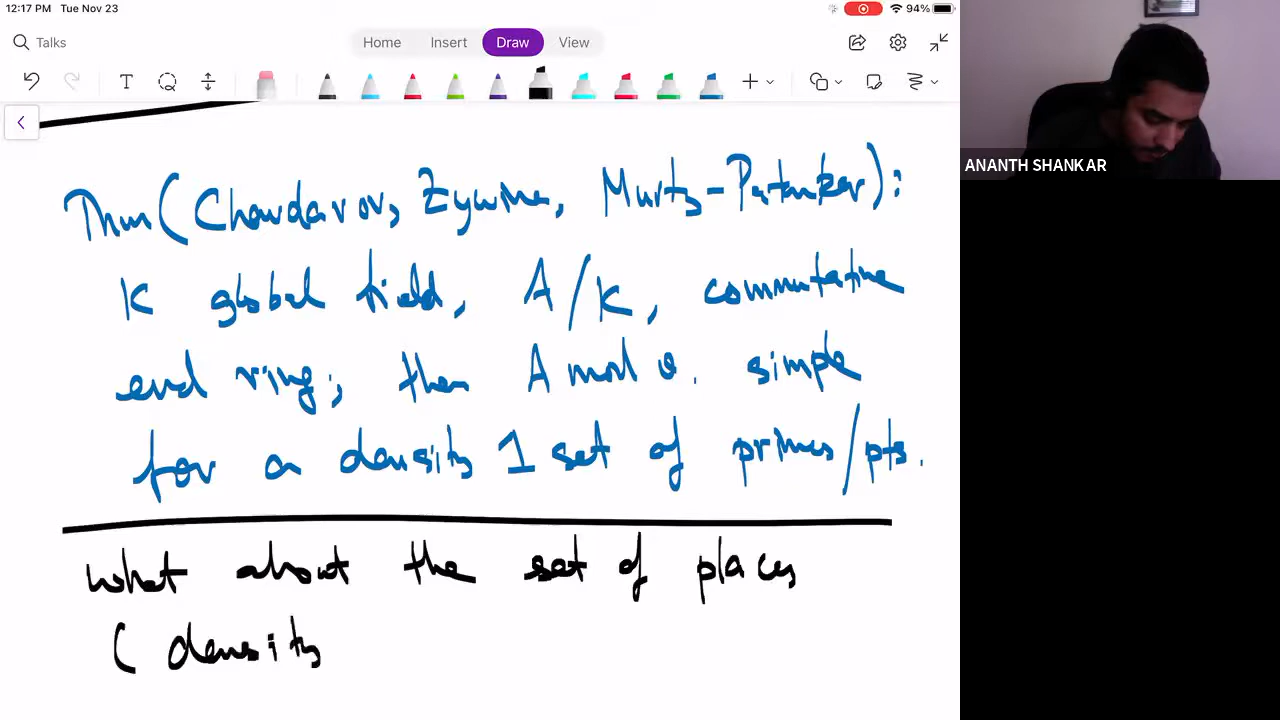 12:17 PM Tue Nov 23
94%
Talks
Home Insert Draw View
Thm (Chavdarov, Zywina, Murty-Patankar):
K global field, A/K, commutative
end ring; then A mod v. simple
for a density 1 set of primes/pts.
what about the set of places
( density
ANANTH SHANKAR